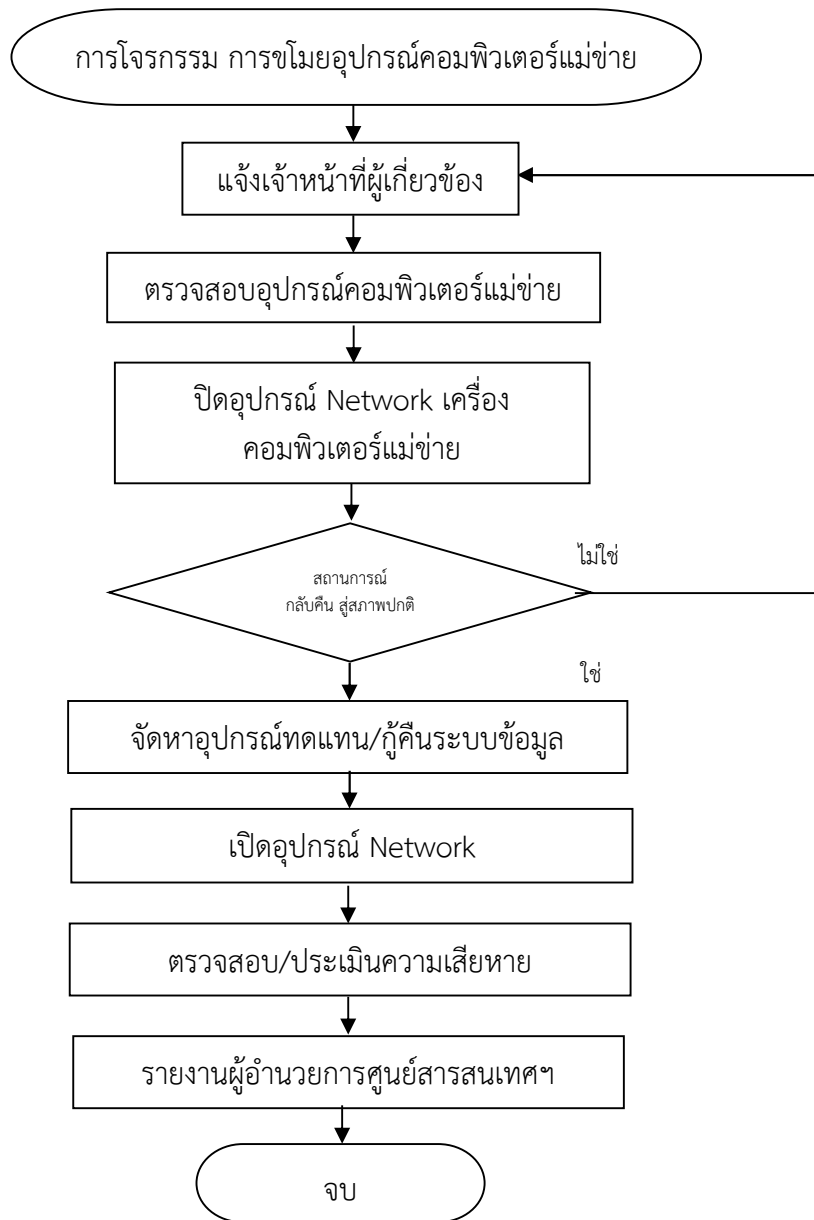 การโจรกรรม การขโมยอุปกรณ์คอมพิวเตอร์แม่ข่าย
แจ้งเจ้าหน้าที่ผู้เกี่ยวข้อง
ตรวจสอบอุปกรณ์คอมพิวเตอร์แม่ข่าย
ปิดอุปกรณ์ Network เครื่อง
คอมพิวเตอร์แม่ข่าย
ไม่ใช่
สถานการณ์
กลับคืน สู่สภาพปกติ
ใช่
จัดหาอุปกรณ์ทดแทน/กู้คืนระบบข้อมูล
เปิดอุปกรณ์ Network
ตรวจสอบ/ประเมินความเสียหาย
รายงานผู้อำนวยการศูนย์สารสนเทศฯ
จบ